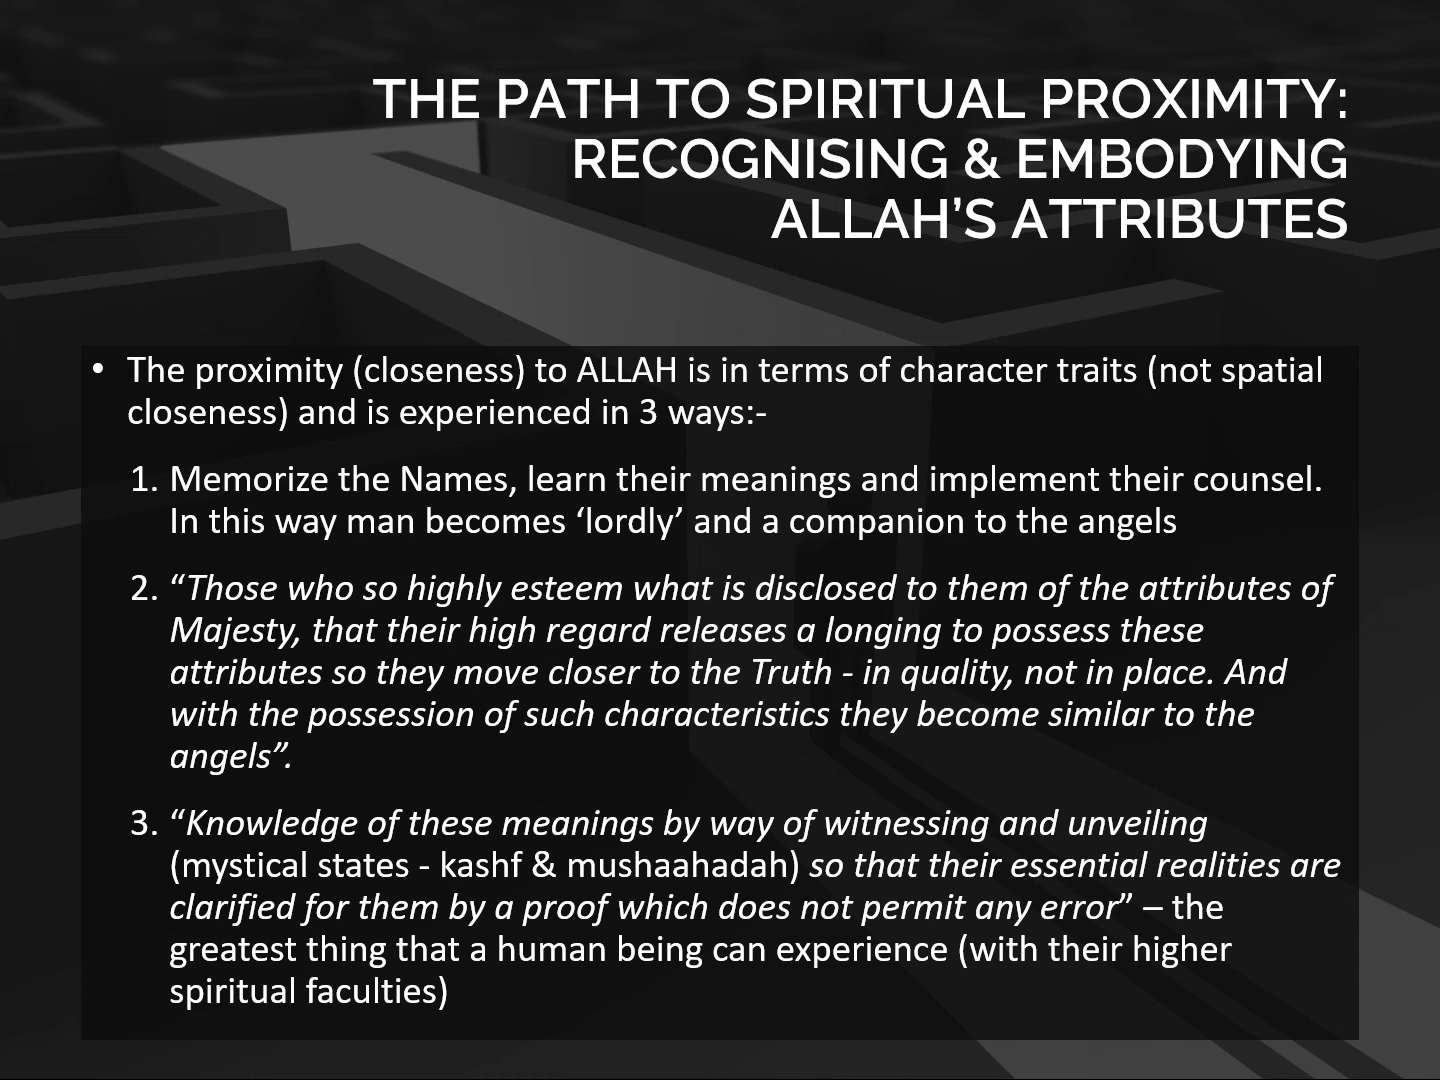 THE PATH TO SPIRITUAL PROXIMITY:
RECOGNISING & EMBODYING
ALLAH’S ATTRIBUTES
• The proximity (closeness) to ALLAH is in terms of character traits (not spatial
closeness) and is experienced in 3 ways:-
1. Memorize the Names, learn their meanings and implement their counsel.
In this way man becomes ‘lordly’ and a companion to the angels
2. “Those who so highly esteem what is disclosed to them of the attributes of
Majesty, that their high regard releases a longing to possess these
attributes so they move closer to the Truth - in quality, not in place. And
with the possession of such characteristics they become similar to the
angels”.
3. “Knowledge of these meanings by way of witnessing and unveiling
(mystical states - kashf & mushaahadah) so that their essential realities are
clarified for them by a proof which does not permit any error” – the
greatest thing that a human being can experience (with their higher
spiritual faculties)